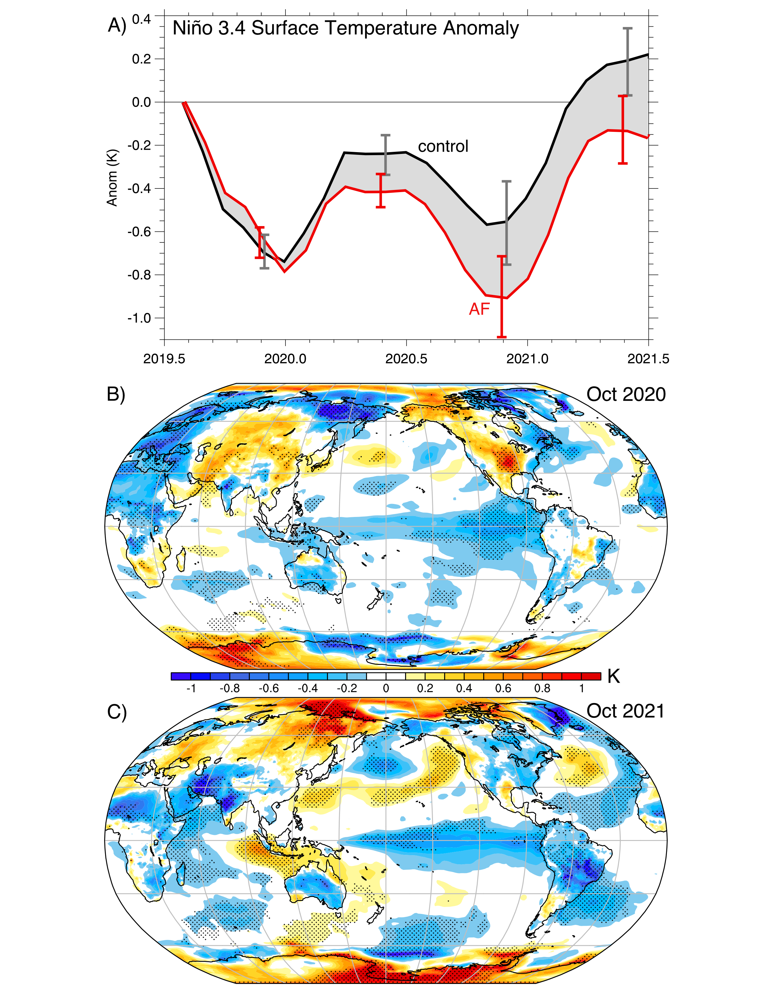 A)
Niño 3.4 Surface Temperature Anomaly
0.4
0.2
0.0
-0.2
-0.4
-0.6
-0.8
-1.0
Anom (K)
control
AF
2019.5 2020.0 2020.5 2021.0 2021.5
B)
Oct 2020
K
-1 -0.8 -0.6 -0.4 -0.2 0 0.2 0.4 0.6 0.8 1
C)
Oct 2021